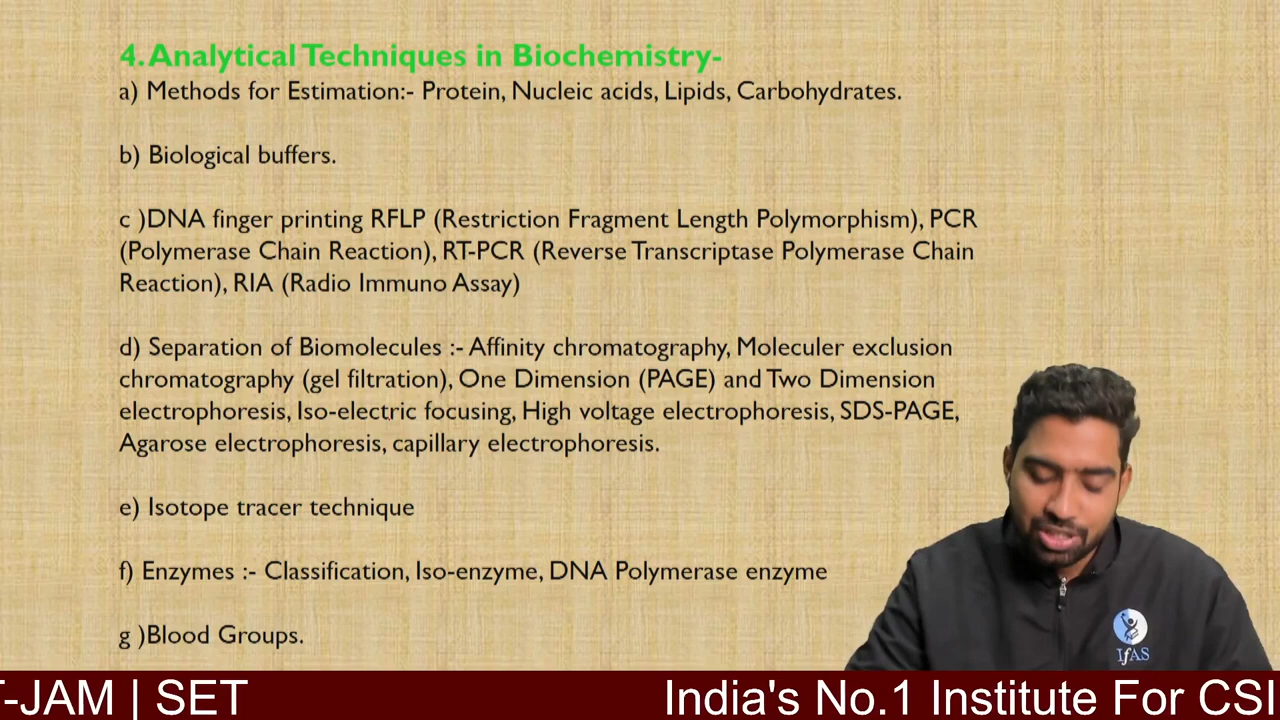 4. Analytical Techniques in Biochemistry-
a) Methods for Estimation:- Protein, Nucleic acids, Lipids, Carbohydrates.
b) Biological buffers.
c )DNA finger printing RFLP (Restriction Fragment Length Polymorphism), PCR
(Polymerase Chain Reaction), RT-PCR (Reverse Transcriptase Polymerase Chain
Reaction), RIA (Radio Immuno Assay)
d) Separation of Biomolecules :- Affinity chromatography, Moleculer exclusion
chromatography (gel filtration), One Dimension (PAGE) and Two Dimension
electrophoresis, Iso-electric focusing, High voltage electrophoresis, SDS-PAGE,
Agarose electrophoresis, capillary electrophoresis.
e) Isotope tracer technique
f) Enzymes :- Classification, Iso-enzyme, DNA Polymerase enzyme
g )Blood Groups.
IfAS
T-JAM | SET India's No.1 Institute For CSI